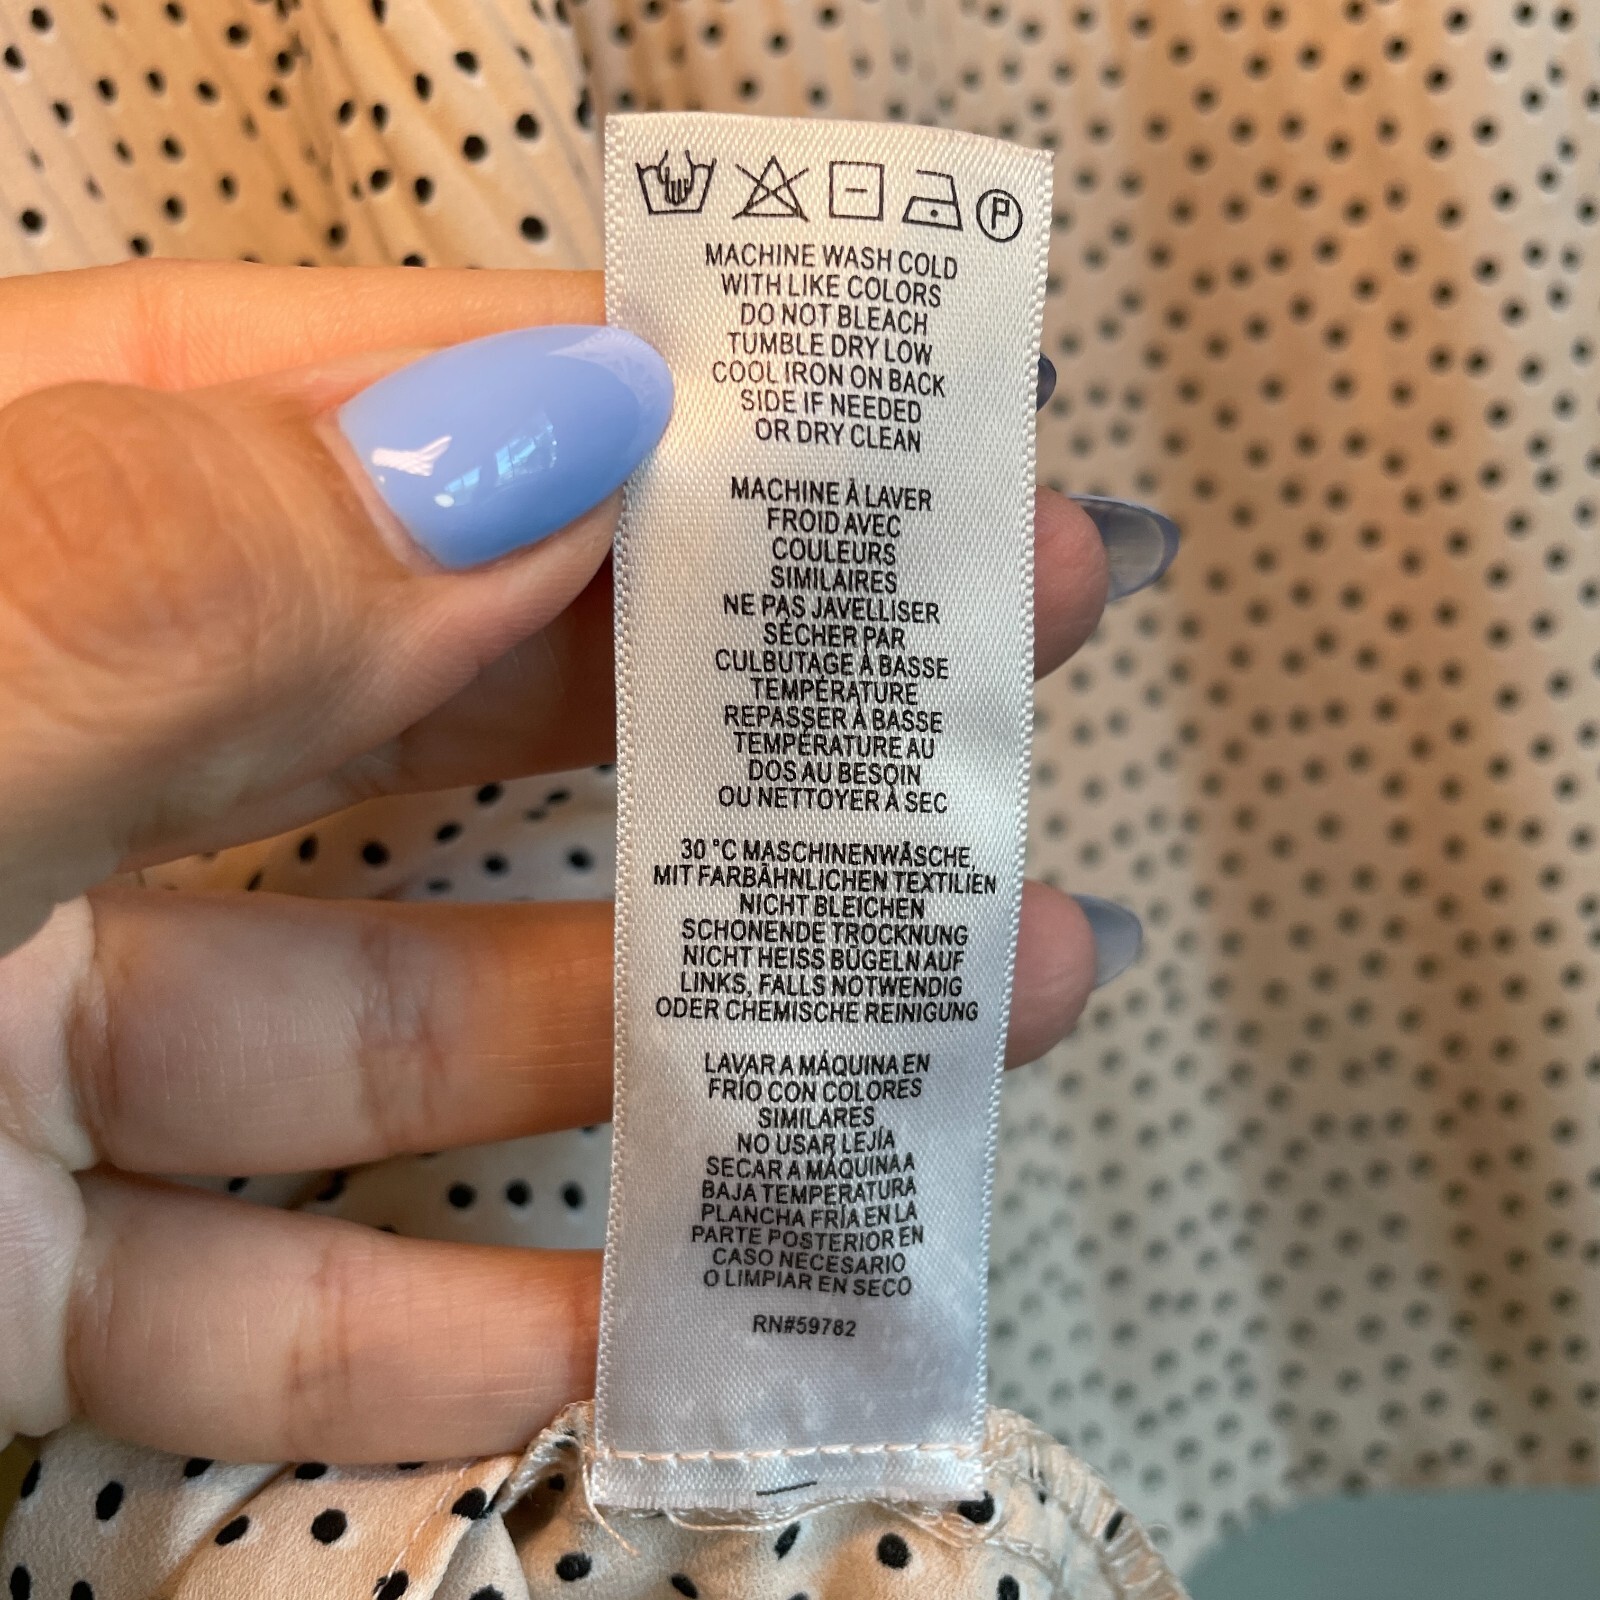 P
MACHINE WASH COLD
WITH LIKE COLORS
DO NOT BLEACH
TUMBLE DRY LOW
COOL IRON ON BACK
SIDE IF NEEDED
OR DRY CLEAN
MACHINE À LAVER
FROID AVEC
COULEURS
SIMILAIRES
NE PAS JAVELLISER
SÉCHER PAR
CULBUTAGE À BASSE
TEMPÉRATURE
REPASSER À BASSE
TEMPÉRATURE AU
DOS AU BESOIN
OU NETTOYER À SEC
30 °C MASCHINENWÄSCHE,
MIT FARBÄHNLICHEN TEXTILIEN
NICHT BLEICHEN
SCHONENDE TROCKNUNG
NICHT HEISS BÜGELN AUF
LINKS, FALLS NOTWENDIG
ODER CHEMISCHE REINIGUNG
LAVAR A MÁQUINA EN
FRÍO CON COLORES
SIMILARES
NO USAR LEJÍA
SECAR A MÁQUINA A
BAJA TEMPERATURA
PLANCHA FRÍA EN LA
PARTE POSTERIOR EN
CASO NECESARIO
O LIMPIAR EN SECO
RN#59782